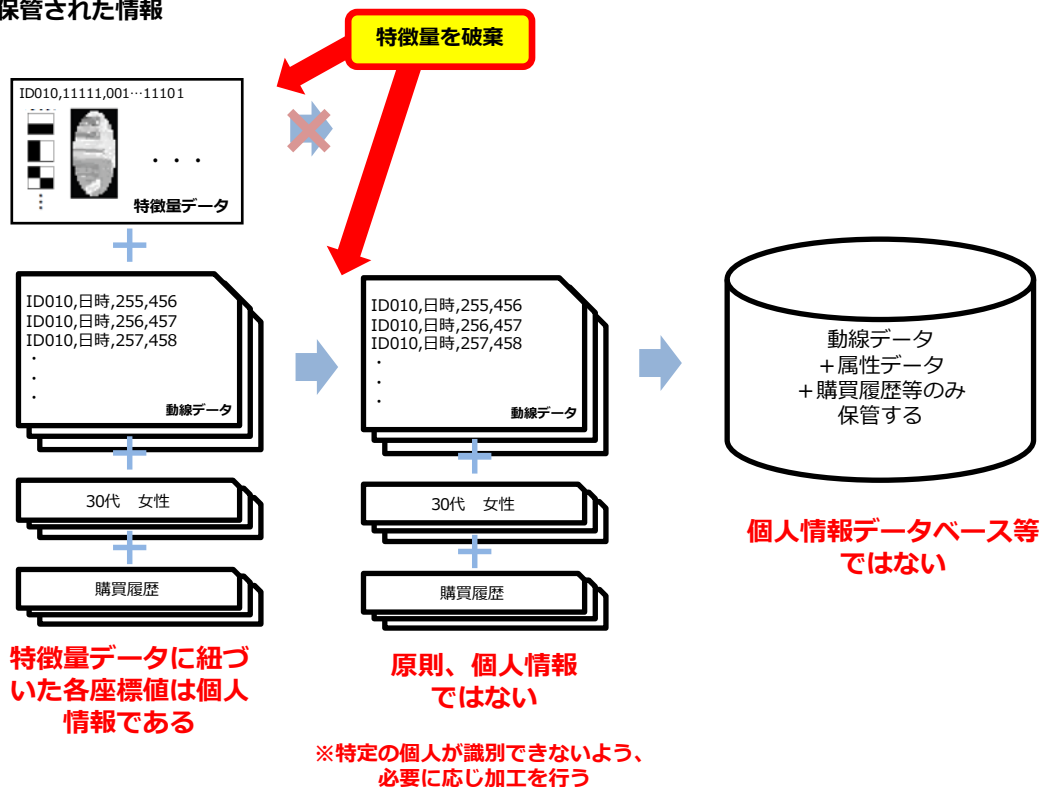 保管された情報
特徴量を破棄
ID010,11111,001…11101
・・・
特徴量データ
ID010,日時,255,456
ID010,日時,256,457
ID010,日時,257,458
・
・
・
動線データ
30代　女性
購買履歴
特徴量データに紐づ
いた各座標値は個人
情報である
ID010,日時,255,456
ID010,日時,256,457
ID010,日時,257,458
・
・
・
動線データ
30代　女性
購買履歴
原則、個人情報
ではない
※特定の個人が識別できないよう、
必要に応じ加工を行う
動線データ
＋属性データ
＋購買履歴等のみ
保管する
個人情報データベース等
ではない